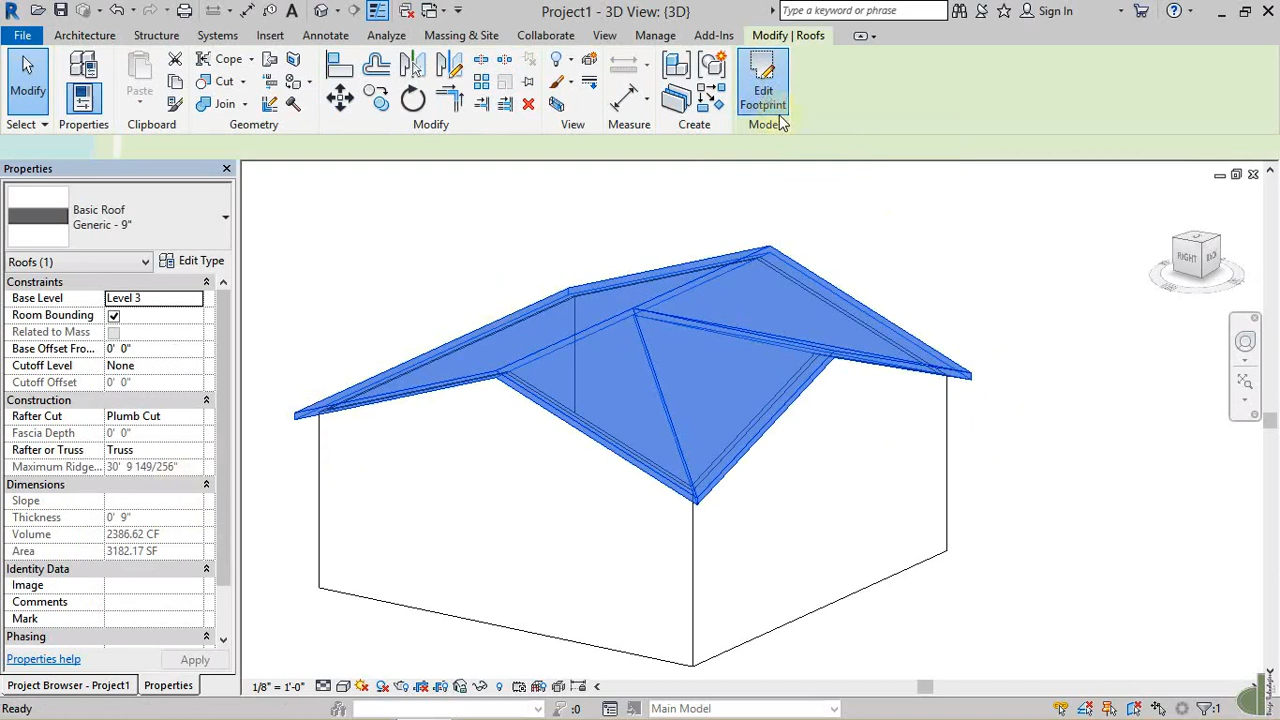 Project1 - 3D View: {3D}
Type a keyword or phrase
Sign In
File Architecture Structure Systems Insert Annotate Analyze Massing & Site Collaborate View Manage Add-Ins Modify | Roofs
Modify
Paste
Cope
Cut
Join
Edit
Footprint
Select Properties Clipboard Geometry Modify View Measure Create Mode
Properties
Basic Roof
Generic - 9"
Roofs (1) Edit Type
Constraints
Base Level Level 3
Room Bounding
Related to Mass
Base Offset Fro... 0' 0"
Cutoff Level None
Cutoff Offset 0' 0"
Construction
Rafter Cut Plumb Cut
Fascia Depth 0' 0"
Rafter or Truss Truss
Maximum Ridge... 30' 9 149/256"
Dimensions
Slope
Thickness 0' 9"
Volume 2386.62 CF
Area 3182.17 SF
Identity Data
Image
Comments
Mark
Phasing
Properties help Apply
Project Browser - Project1 Properties
RIGHT
1/8" = 1'-0"
Ready
:0
Main Model
:1